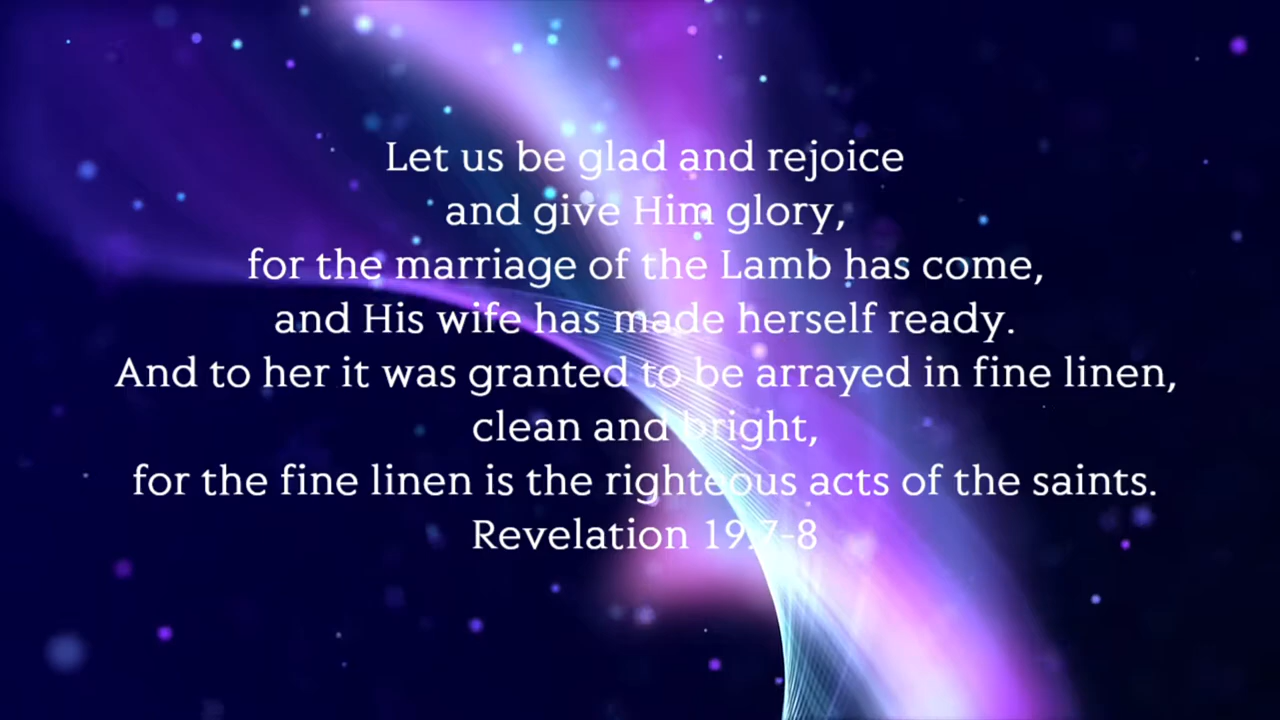 Let us be glad and rejoice
and give Him glory,
for the marriage of the Lamb has come,
and His wife has made herself ready.
And to her it was granted to be arrayed in fine linen,
clean and bright,
for the fine linen is the righteous acts of the saints.
Revelation 19:7-8